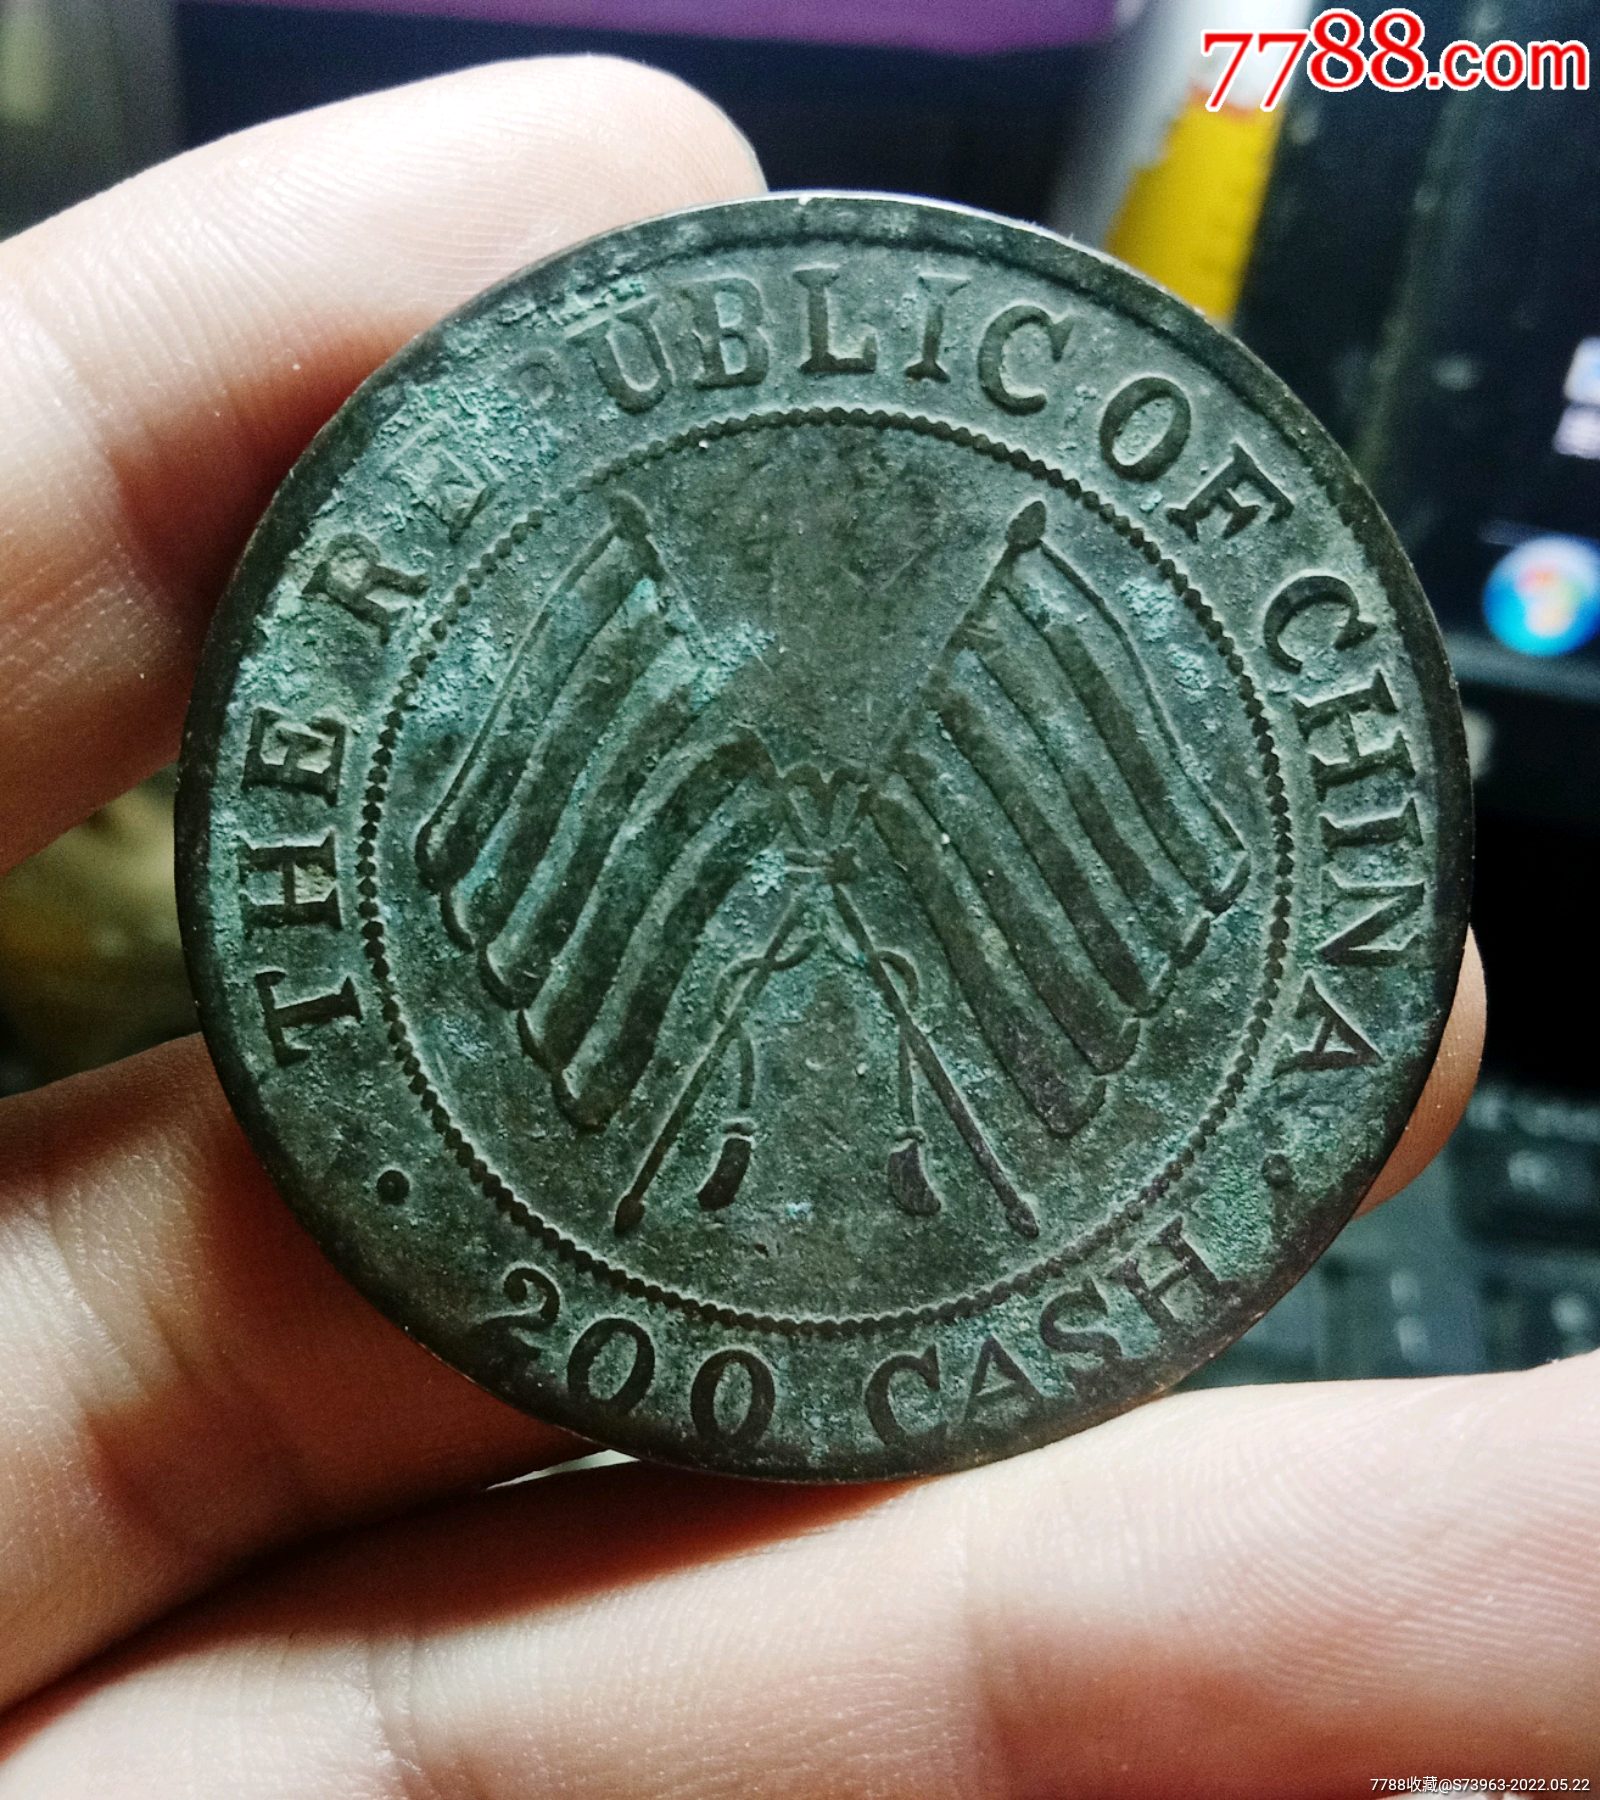 7788.com
THE REPUBLIC OF CHINA
200 CASH
7788收藏@S73963-2022.05.22